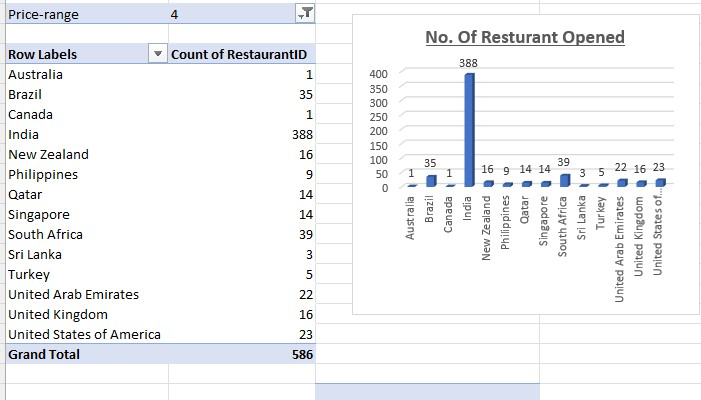 Price-range 4
Row Labels Count of RestaurantID
Australia 1
Brazil 35
Canada 1
India 388
New Zealand 16
Philippines 9
Qatar 14
Singapore 14
South Africa 39
Sri Lanka 3
Turkey 5
United Arab Emirates 22
United Kingdom 16
United States of America 23
Grand Total 586
No. Of Resturant Opened
400
350
300
250
200
150
100
50
0
1 35 1 388 16 9 14 14 39 3 5 22 16 23
Australia
Brazil
Canada
India
New Zealand
Philippines
Qatar
Singapore
South Africa
Sri Lanka
Turkey
United Arab Emirates
United Kingdom
United States of...